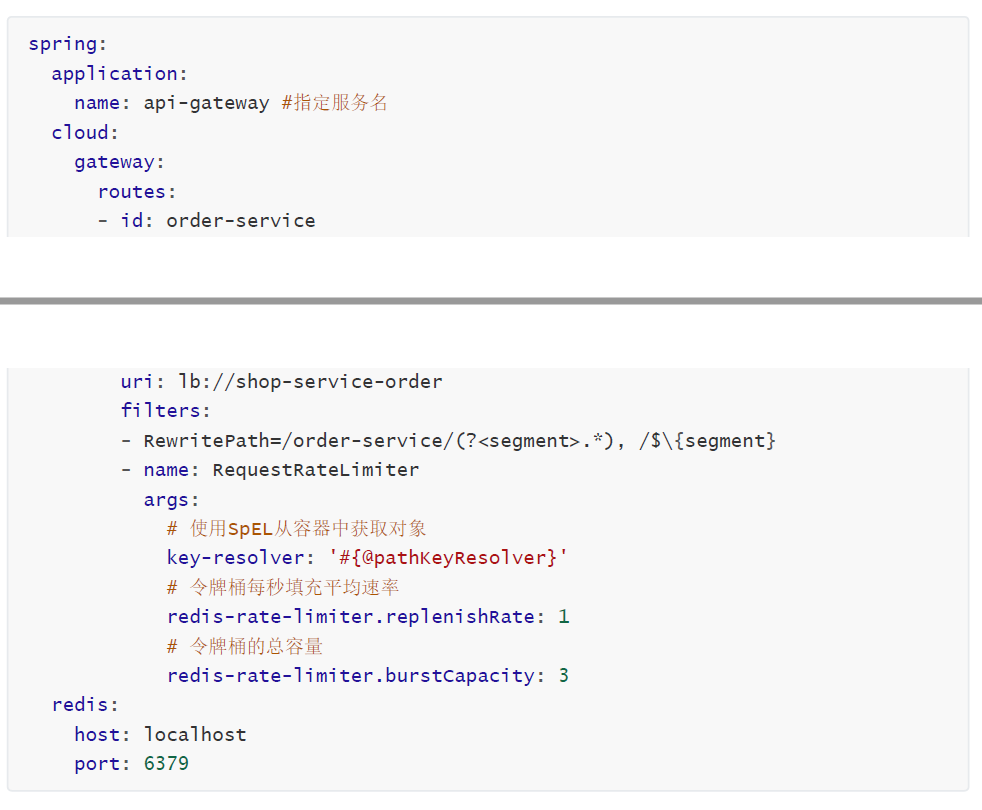 spring:
  application:
    name: api-gateway #指定服务名
  cloud:
    gateway:
      routes:
      - id: order-service
        uri: lb://shop-service-order
        filters:
        - RewritePath=/order-service/(?<segment>.*), /$\{segment}
        - name: RequestRateLimiter
          args:
            # 使用SpEL从容器中获取对象
            key-resolver: '#{@pathKeyResolver}'
            # 令牌桶每秒填充平均速率
            redis-rate-limiter.replenishRate: 1
            # 令牌桶的总容量
            redis-rate-limiter.burstCapacity: 3
  redis:
    host: localhost
    port: 6379